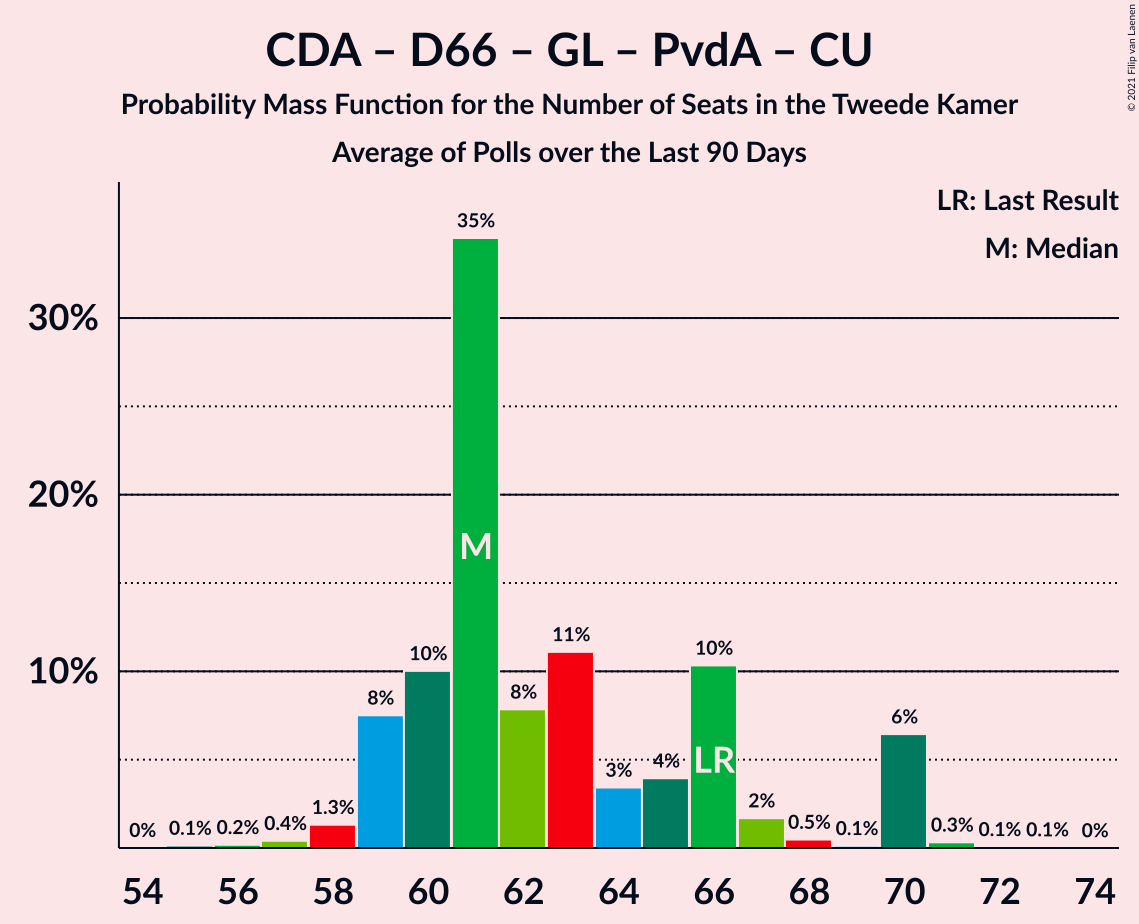 CDA – D66 – GL – PvdA – CU
Probability Mass Function for the Number of Seats in the Tweede Kamer
Average of Polls over the Last 90 Days
© 2021 Filip van Laenen
LR: Last Result
M: Median
30%
20%
10%
0%
0.1%
0.2%
0.4%
1.3%
8%
10%
35%
8%
11%
3%
4%
10%
2%
0.5%
0.1%
6%
0.3%
0.1%
0.1%
0%
M
LR
54 56 58 60 62 64 66 68 70 72 74